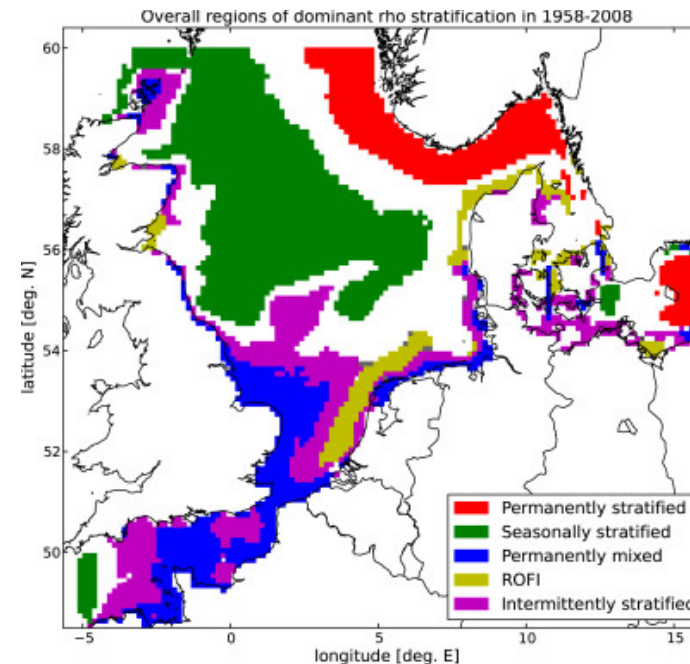 Overall regions of dominant rho stratification in 1958-2008
60
58
56
54
52
50
latitude [deg. N]
Permanently stratified
Seasonally stratified
Permanently mixed
ROFI
Intermittently stratified
−5
0
5
10
15
longitude [deg. E]